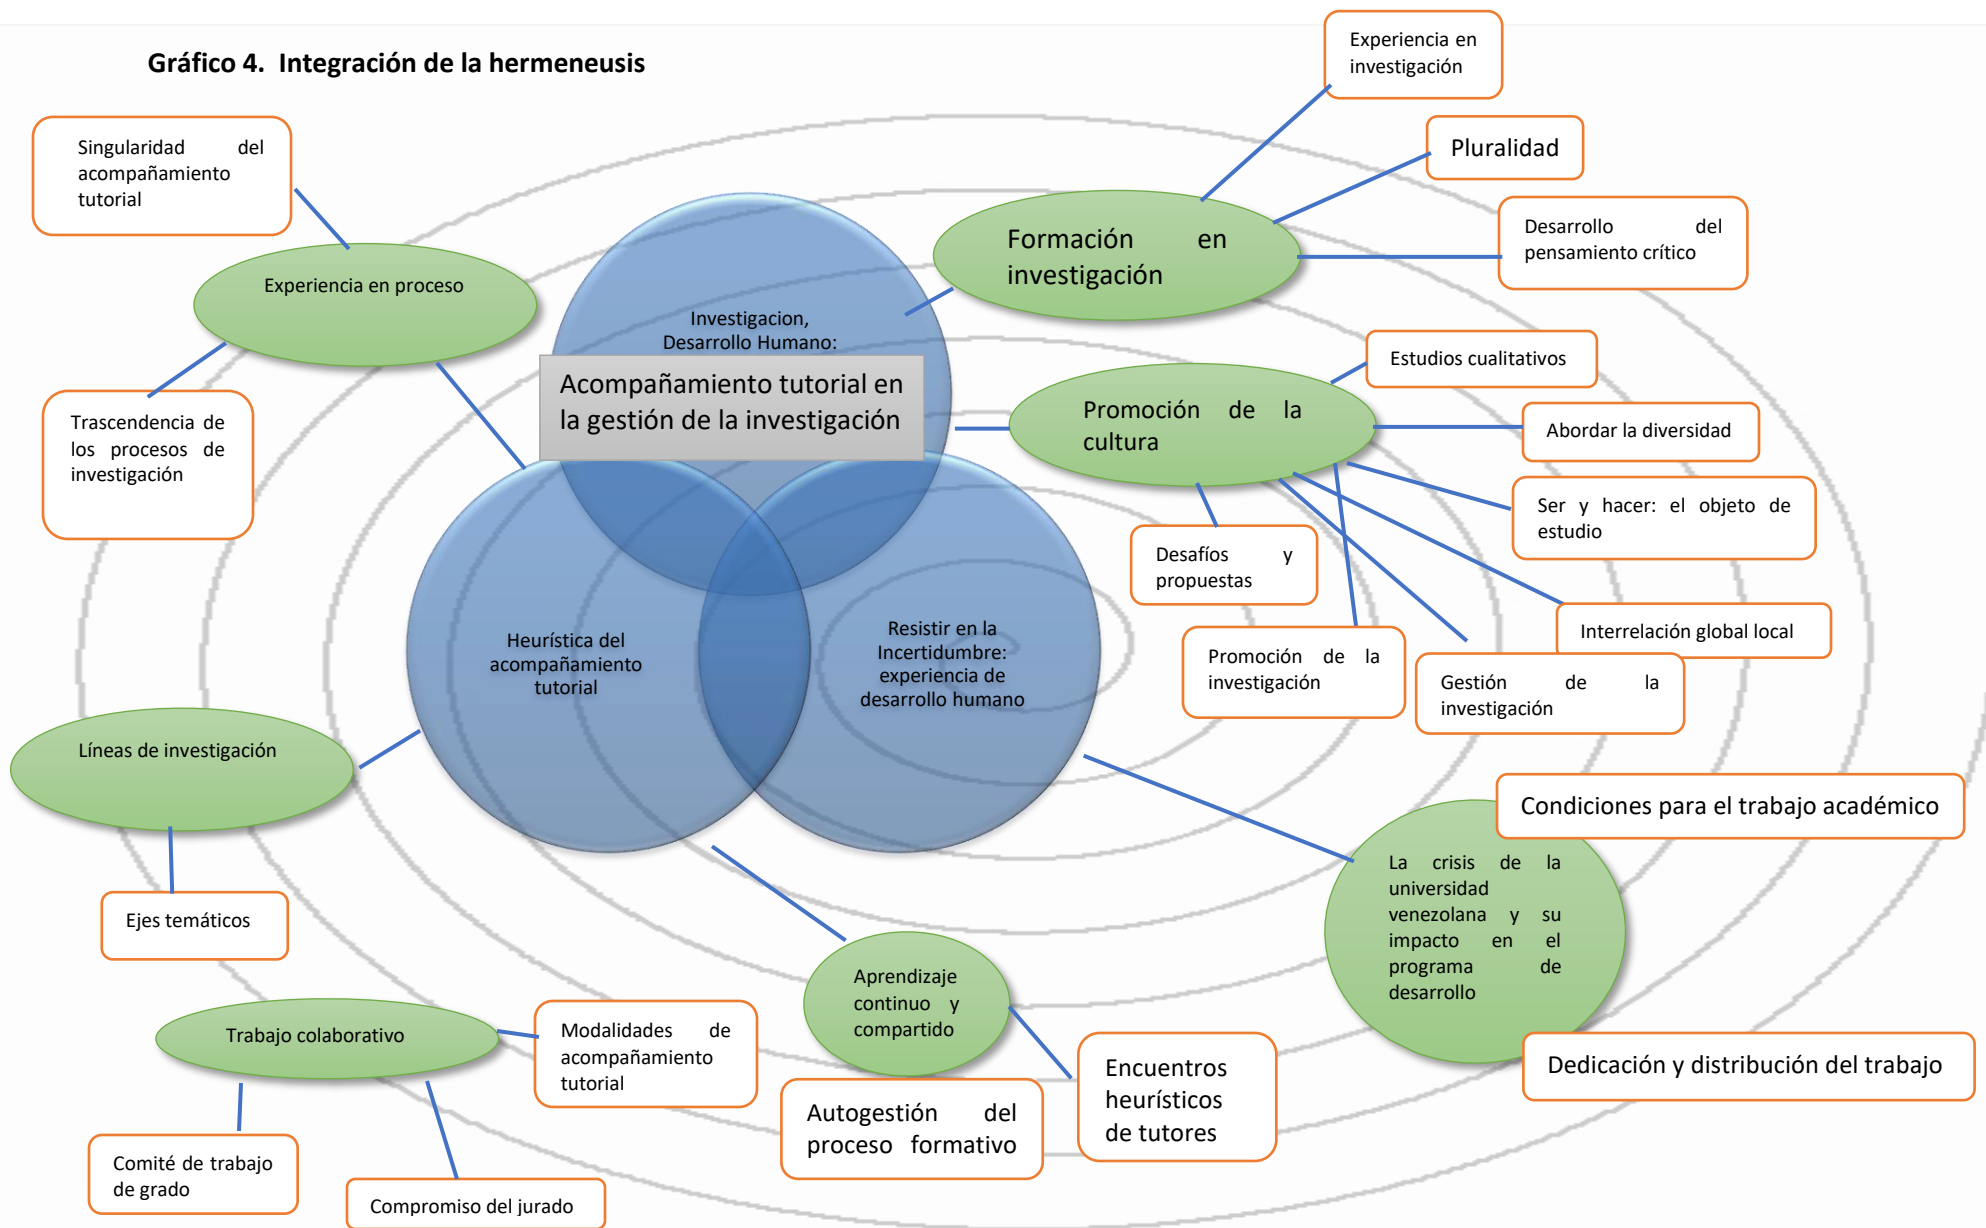 Gráfico 4. Integración de la hermeneusis
Experiencia en
investigación
Singularidad del
acompañamiento
tutorial
Pluralidad
Formación en
investigación
Desarrollo del
pensamiento crítico
Experiencia en proceso
Investigacion,
Desarrollo Humano:
Acompañamiento tutorial en
la gestión de la investigación
Estudios cualitativos
Promoción de la
cultura
Abordar la diversidad
Trascendencia de
los procesos de
investigación
Ser y hacer: el objeto de
estudio
Desafíos y
propuestas
Interrelación global local
Heurística del
acompañamiento
tutorial
Resistir en la
Incertidumbre:
experiencia de
desarrollo humano
Promoción de la
investigación
Gestión de la
investigación
Líneas de investigación
Condiciones para el trabajo académico
La crisis de la
universidad
venezolana y su
impacto en el
programa de
desarrollo
Ejes temáticos
Aprendizaje
continuo y
compartido
Trabajo colaborativo
Modalidades de
acompañamiento
tutorial
Encuentros
heurísticos
de tutores
Dedicación y distribución del trabajo
Autogestión del
proceso formativo
Comité de trabajo
de grado
Compromiso del jurado